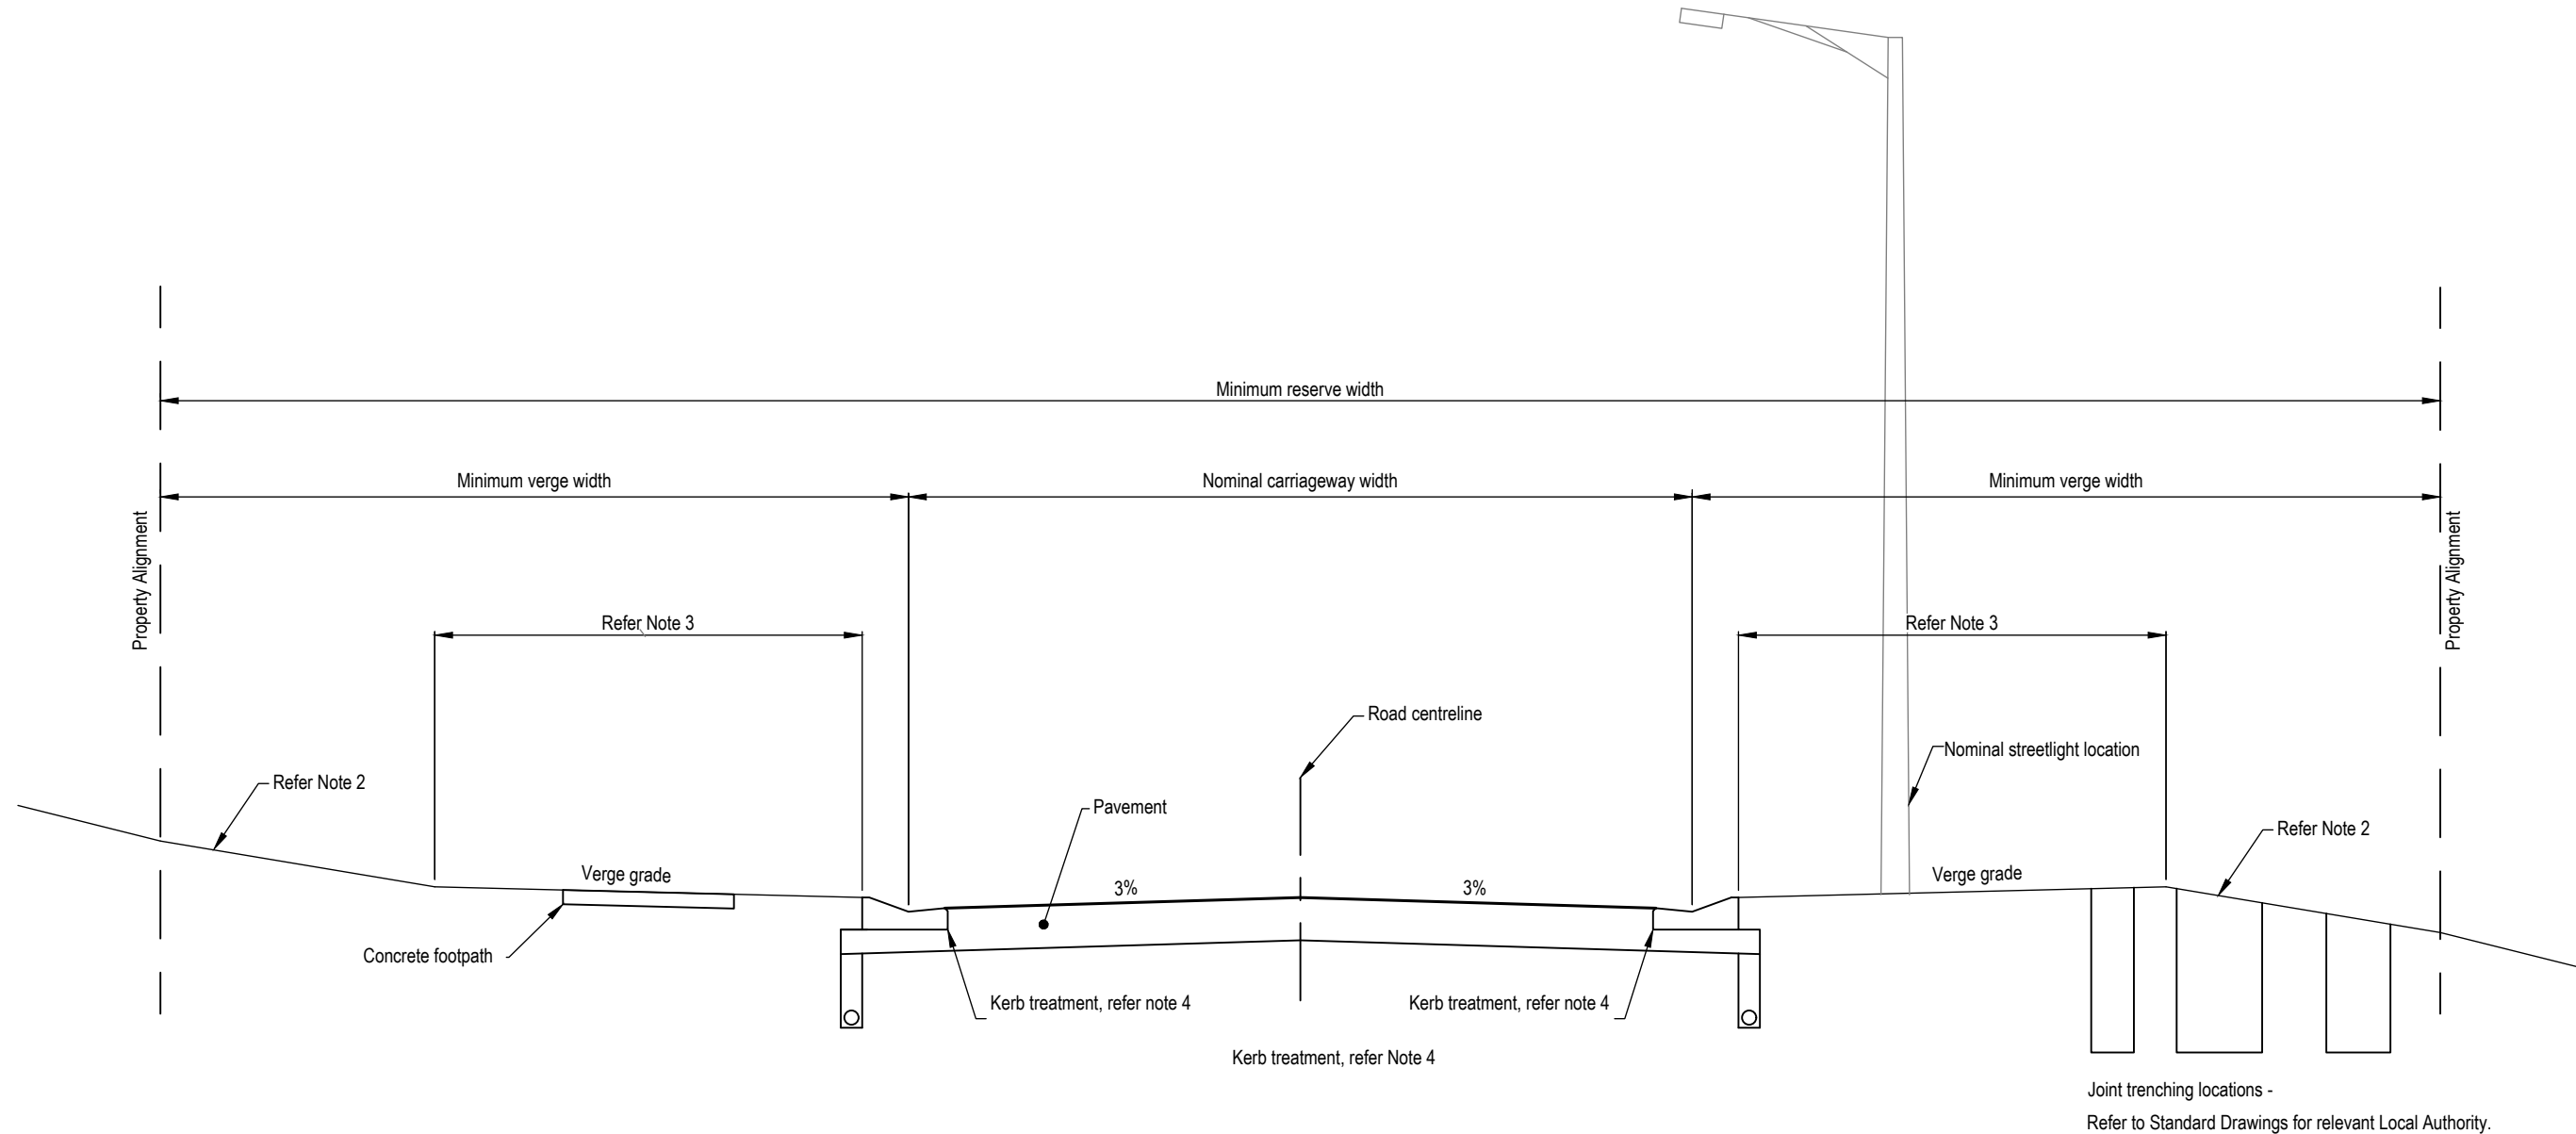 Minimum reserve width
Minimum verge width
Nominal carriageway width
Minimum verge width
Property Alignment
Property Alignment
Refer Note 3
Refer Note 3
Road centreline
Nominal streetlight location
Refer Note 2
Pavement
Refer Note 2
Verge grade
3%
3%
Verge grade
Concrete footpath
Kerb treatment, refer note 4
Kerb treatment, refer note 4
Kerb treatment, refer Note 4
Joint trenching locations -
Refer to Standard Drawings for relevant Local Authority.